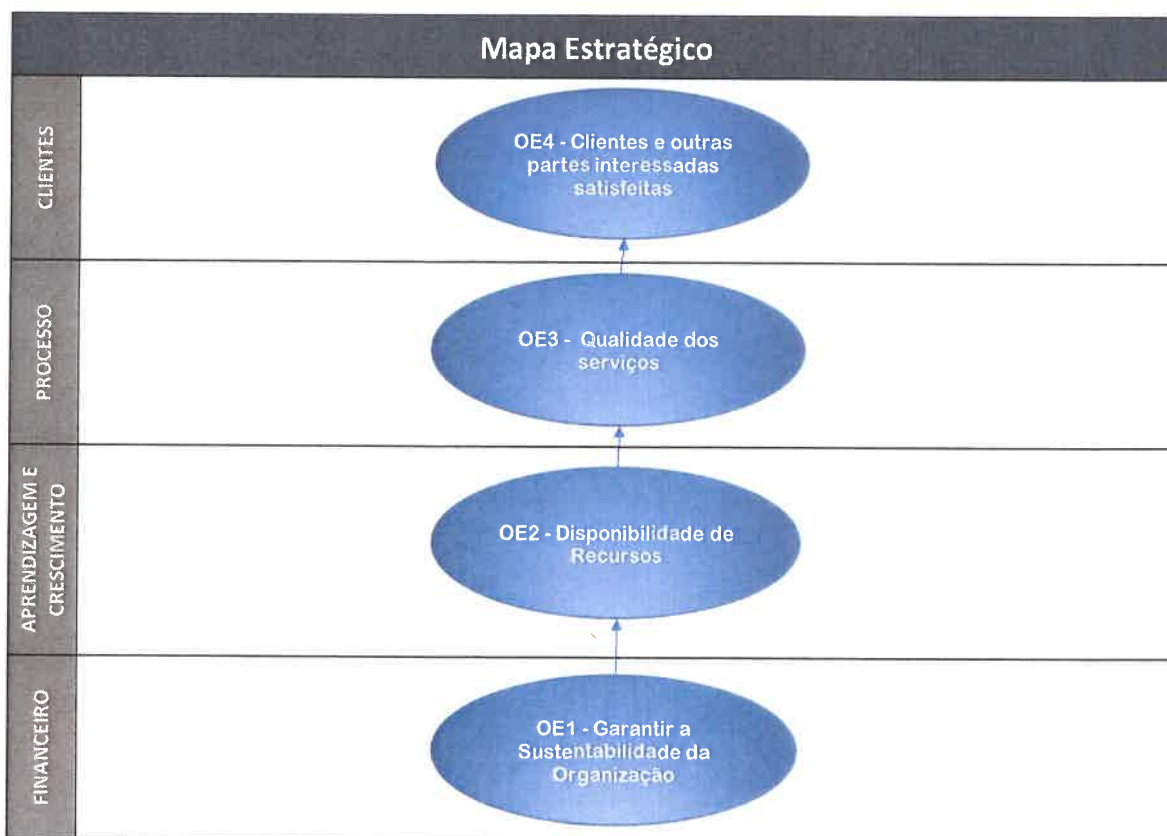 Mapa Estratégico
CLIENTES
OE4 - Clientes e outras
partes interessadas
satisfeitas
PROCESSO
OE3 - Qualidade dos
serviços
APRENDIZAGEM E
CRESCIMENTO
OE2 - Disponibilidade de
Recursos
FINANCEIRO
OE1 - Garantir a
Sustentabilidade da
Organização